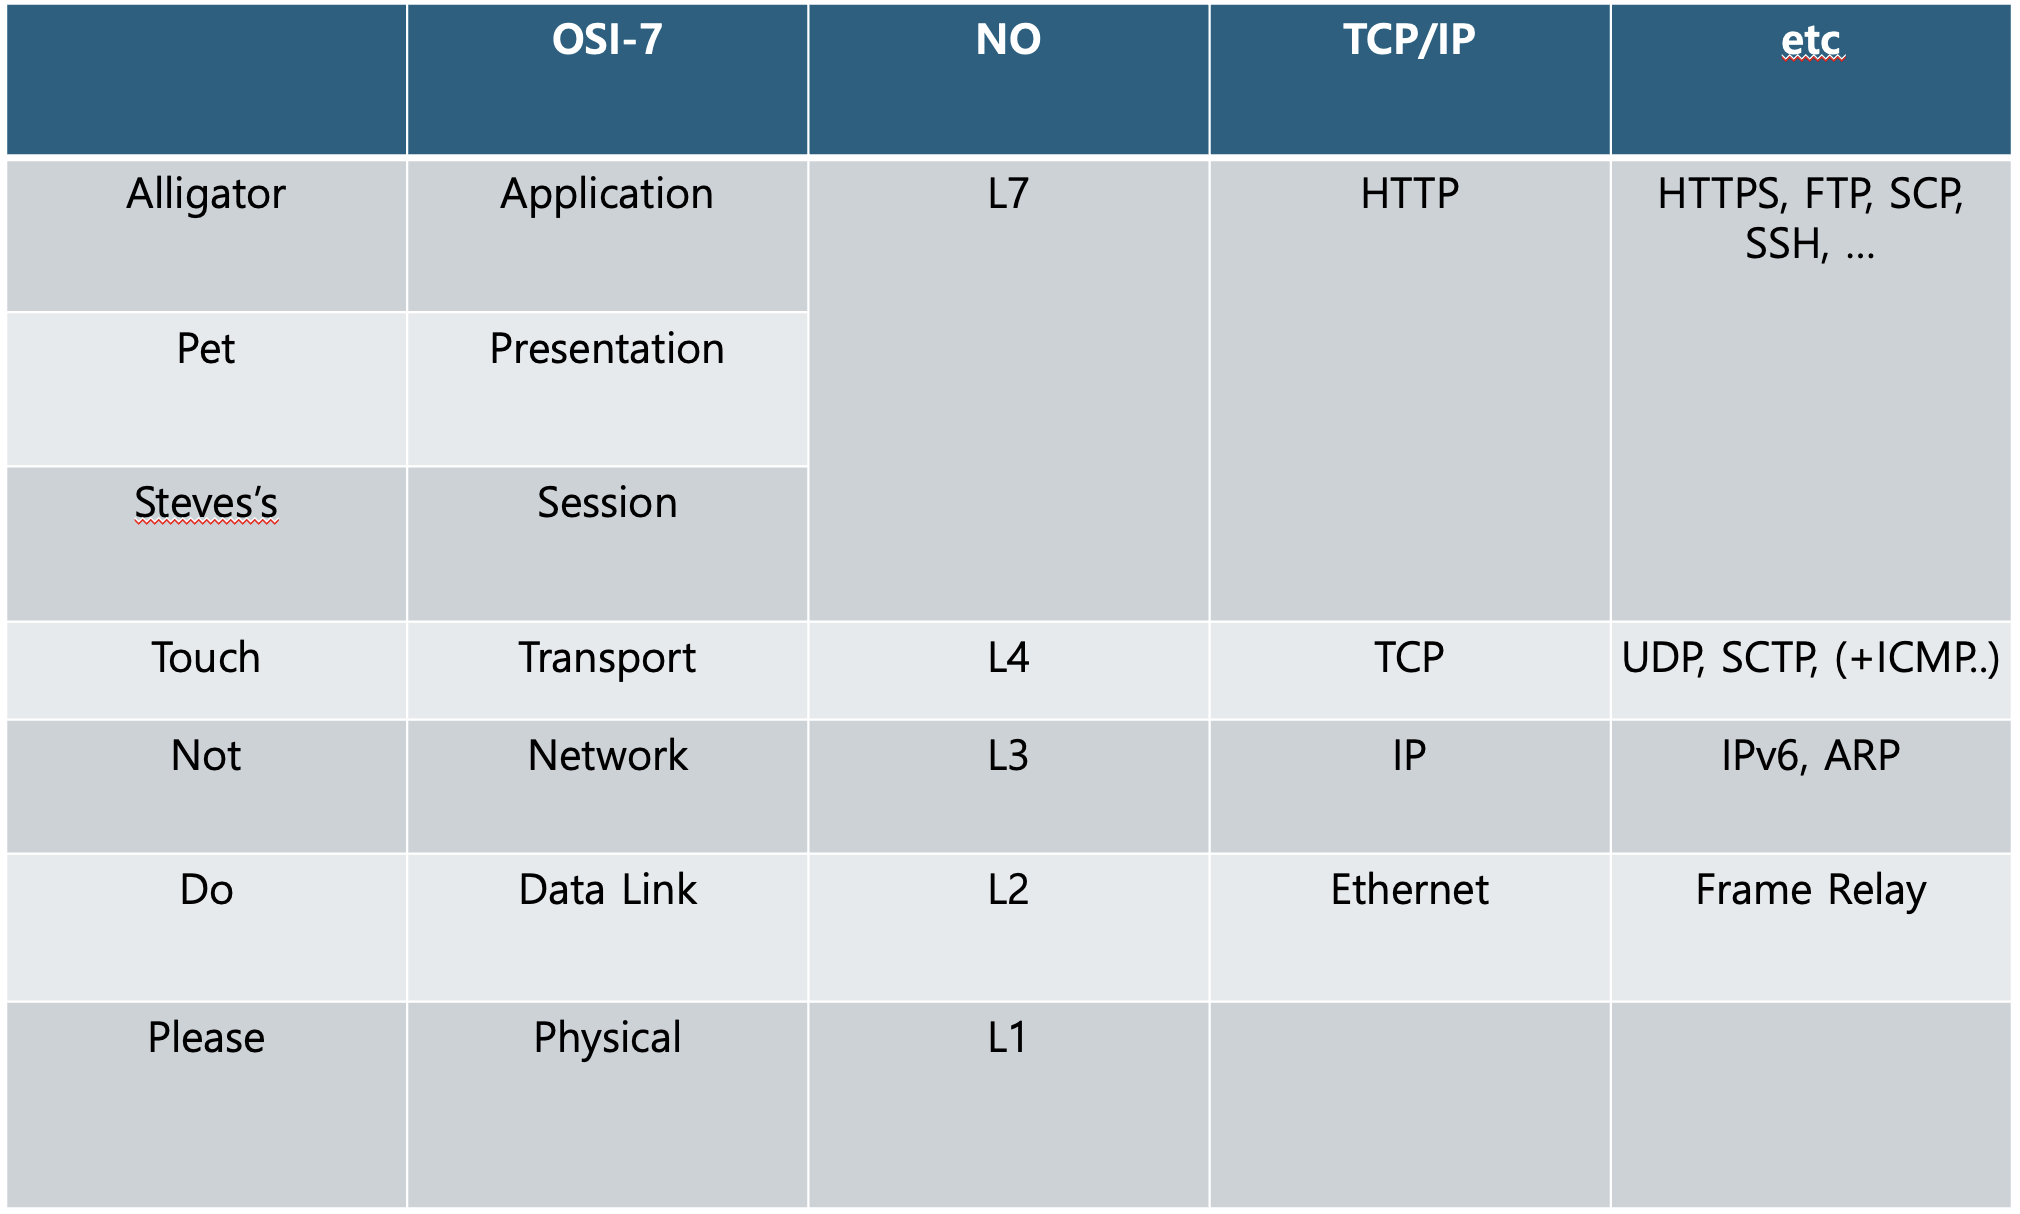 OSI-7 NO TCP/IP etc
Alligator Application L7 HTTP HTTPS, FTP, SCP,
SSH, ...
Pet Presentation
Steves's Session
Touch Transport L4 TCP UDP, SCTP, (+ICMP..)
Not Network L3 IP IPv6, ARP
Do Data Link L2 Ethernet Frame Relay
Please Physical L1